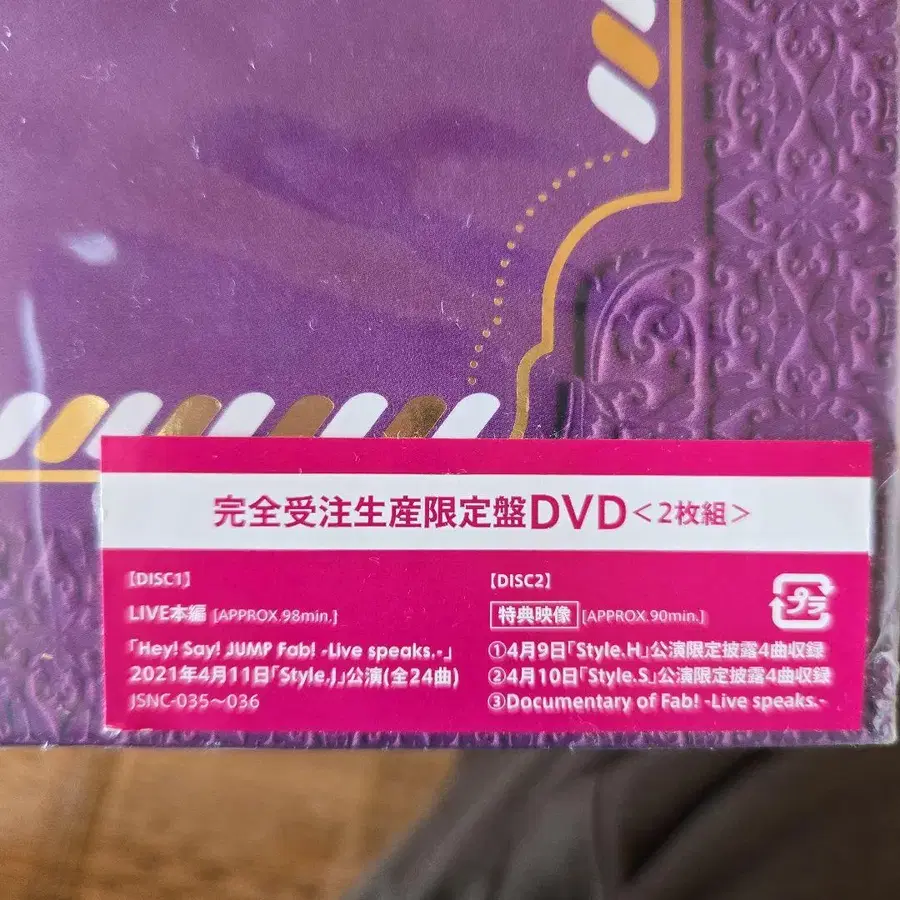 完全受注生産限定盤DVD<2枚組>
【DISC1】
LIVE本編 [APPROX.98min.]
「Hey! Say! JUMP Fab! -Live speaks.-」
2021年4月11日「Style.J」公演(全24曲)
JSNC-035~036
【DISC2】
特典映像 [APPROX.90min.]
①4月9日「Style.H」公演限定披露4曲収録
②4月10日「Style.S」公演限定披露4曲収録
③Documentary of Fab! -Live speaks.-
プラ